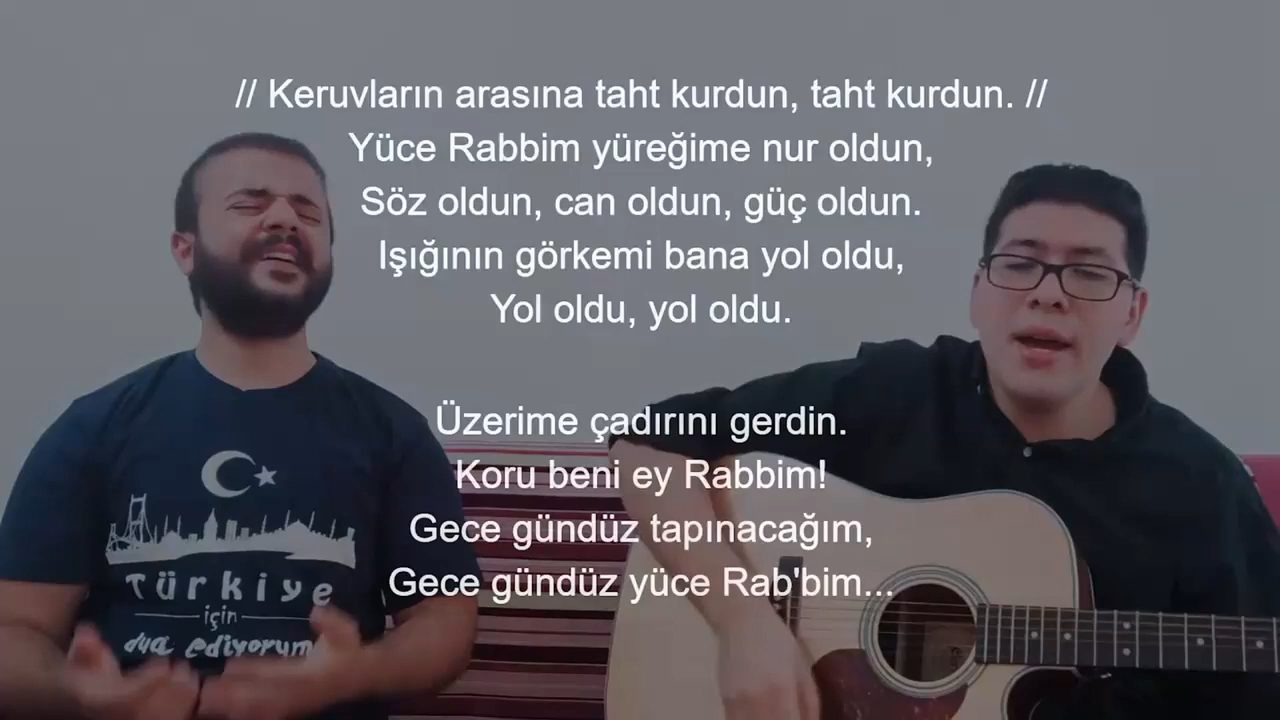 // Keruvların arasına taht kurdun, taht kurdun. //
Yüce Rabbim yüreğime nur oldun,
Söz oldun, can oldun, güç oldun.
Işığının görkemi bana yol oldu,
Yol oldu, yol oldu.
Üzerime çadırını gerdin.
Koru beni ey Rabbim!
Gece gündüz tapınacağım,
Gece gündüz yüce Rab'bim...
Türkiye
için
dua ediyorum